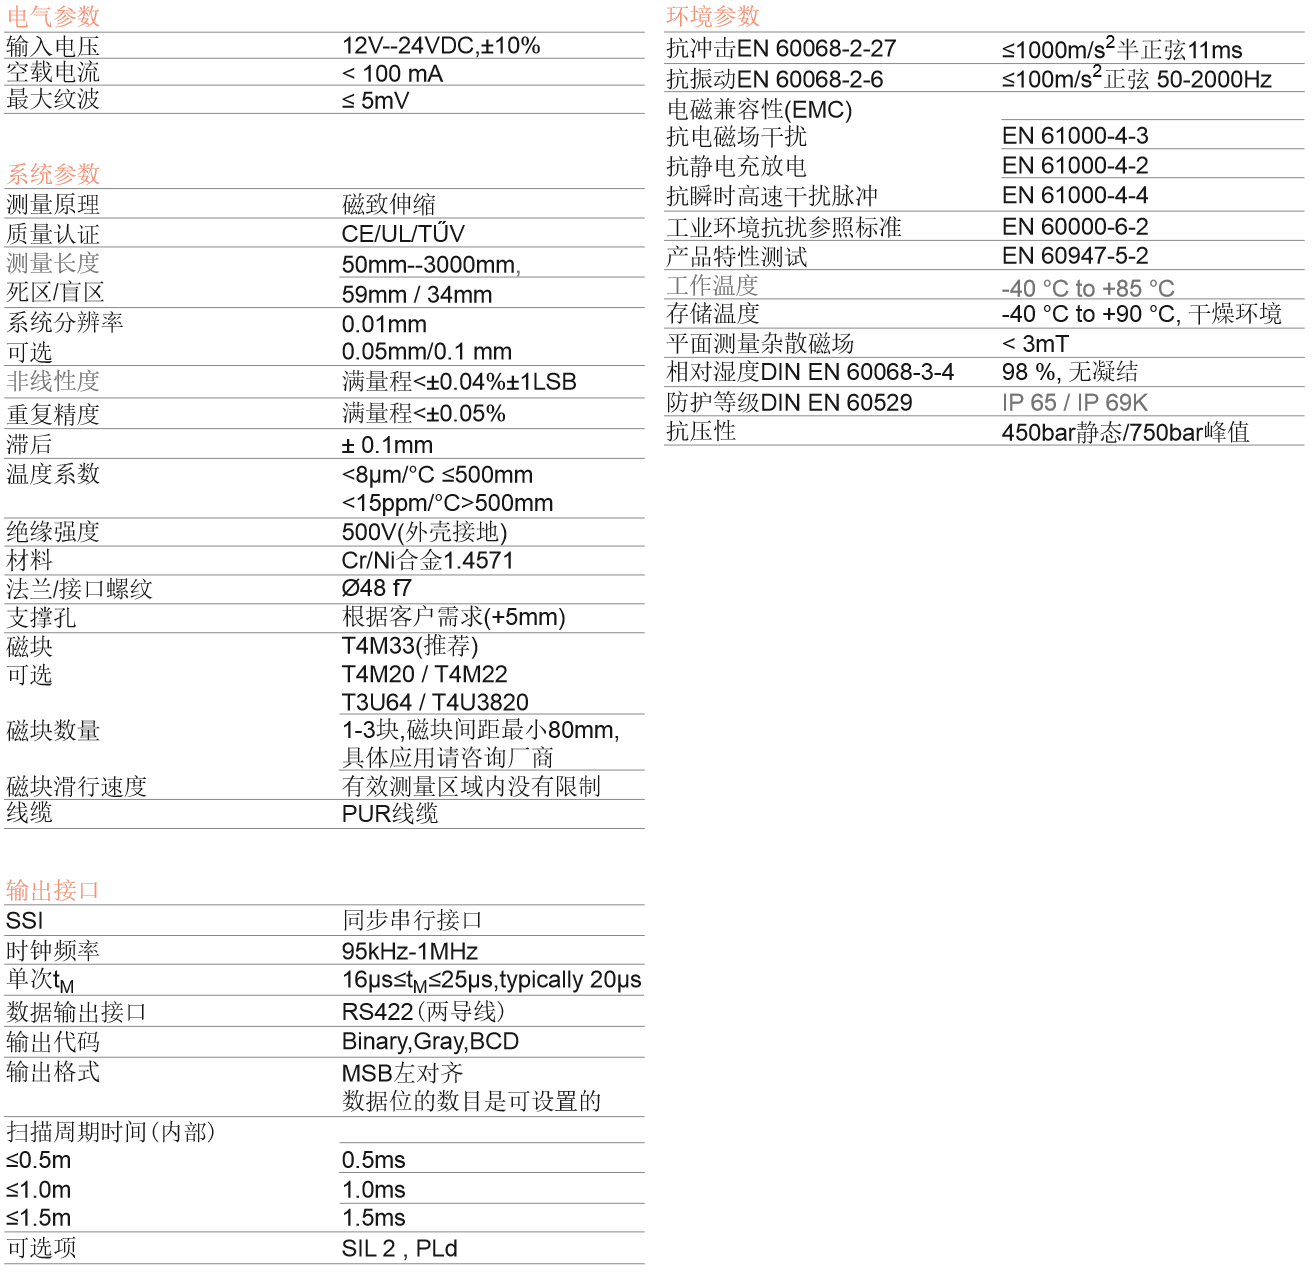 电气参数
输入电压 12V--24VDC,±10%
空载电流 < 100 mA
最大纹波 ≤ 5mV
系统参数
测量原理 磁致伸缩
质量认证 CE/UL/TŰV
测量长度 50mm--3000mm,
死区/盲区 59mm / 34mm
系统分辨率 0.01mm
可选 0.05mm/0.1 mm
非线性度 满量程<±0.04%±1LSB
重复精度 满量程<±0.05%
滞后 ± 0.1mm
温度系数 <8μm/°C ≤500mm
<15ppm/°C>500mm
绝缘强度 500V(外壳接地)
材料 Cr/Ni合金1.4571
法兰/接口螺纹 Ø48 f7
支撑孔 根据客户需求(+5mm)
磁块 T4M33(推荐)
可选 T4M20 / T4M22
T3U64 / T4U3820
磁块数量 1-3块,磁块间距最小80mm,
具体应用请咨询厂商
磁块滑行速度 有效测量区域内没有限制
线缆 PUR线缆
输出接口
SSI 同步串行接口
时钟频率 95kHz-1MHz
单次tM 16μs≤tM≤25μs,typically 20μs
数据输出接口 RS422（两导线）
输出代码 Binary,Gray,BCD
输出格式 MSB左对齐
数据位的数目是可设置的
扫描周期时间（内部）
≤0.5m 0.5ms
≤1.0m 1.0ms
≤1.5m 1.5ms
可选项 SIL 2 , PLd
环境参数
抗冲击EN 60068-2-27 ≤1000m/s²半正弦11ms
抗振动EN 60068-2-6 ≤100m/s²正弦 50-2000Hz
电磁兼容性(EMC)
抗电磁场干扰 EN 61000-4-3
抗静电充放电 EN 61000-4-2
抗瞬时高速干扰脉冲 EN 61000-4-4
工业环境抗扰参照标准 EN 60000-6-2
产品特性测试 EN 60947-5-2
工作温度 -40 °C to +85 °C
存储温度 -40 °C to +90 °C, 干燥环境
平面测量杂散磁场 < 3mT
相对湿度DIN EN 60068-3-4 98 %, 无凝结
防护等级DIN EN 60529 IP 65 / IP 69K
抗压性 450bar静态/750bar峰值